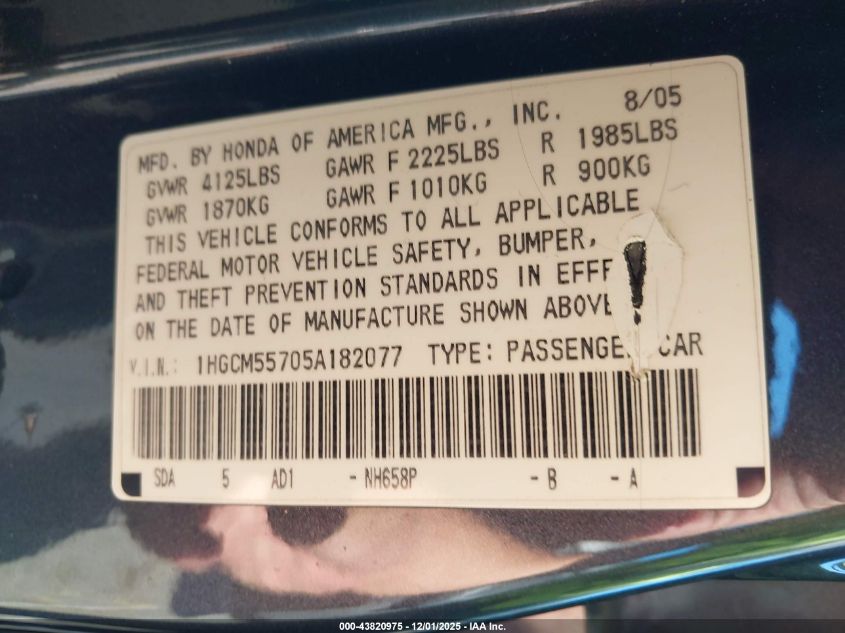 MFD. BY HONDA OF AMERICA MFG., INC. 8/05
GVWR 4125LBS GAWR F 2225LBS R 1985LBS
GVWR 1870KG GAWR F 1010KG R 900KG
THIS VEHICLE CONFORMS TO ALL APPLICABLE
FEDERAL MOTOR VEHICLE SAFETY, BUMPER,
AND THEFT PREVENTION STANDARDS IN EFFE
ON THE DATE OF MANUFACTURE SHOWN ABOVE
V.I.N.: 1HGCM55705A182077 TYPE: PASSENGER CAR
SDA 5 AD1 - NH658P - B - A
000-43820975 - 12/01/2025 - IAA Inc.